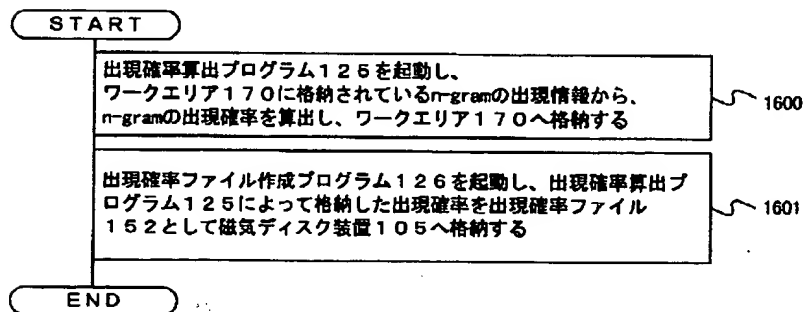 START
出現確率算出プログラム125を起動し、
ワークエリア170に格納されているn-gramの出現情報から、
n-gramの出現確率を算出し、ワークエリア170へ格納する
1600
出現確率ファイル作成プログラム126を起動し、出現確率算出プ
ログラム125によって格納した出現確率を出現確率ファイル
152として磁気ディスク装置105へ格納する
1601
END